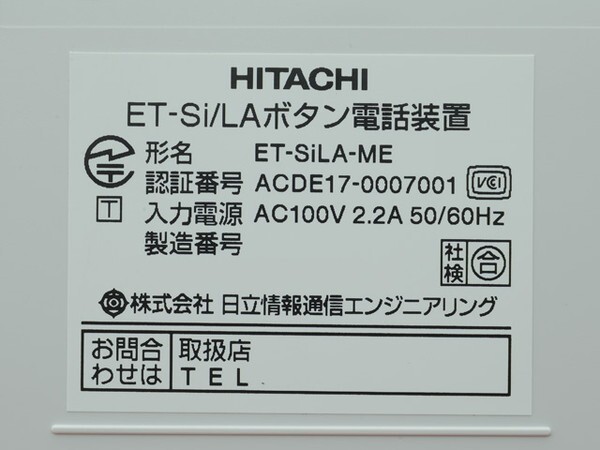 HITACHI
ET-Si/LAボタン電話装置
形名 ET-SiLA-ME
認証番号 ACDE17-0007001 VCI
T 入力電源 AC100V 2.2A 50/60Hz
製造番号
社検 合
株式会社 日立情報通信エンジニアリング
お問合わせは 取扱店
TEL